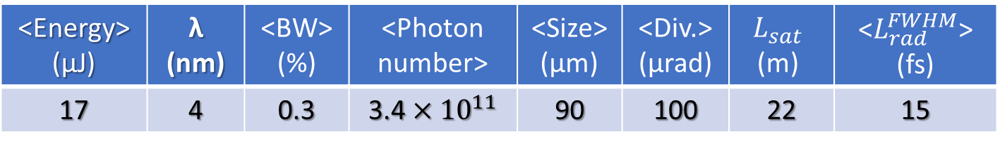 <Energy> (µJ)
λ (nm)
<BW> (%)
<Photon number>
<Size> (µm)
<Div.> (µrad)
L_{sat} (m)
<L_{rad}^{FWHM}> (fs)
17
4
0.3
3.4 × 10^{11}
90
100
22
15